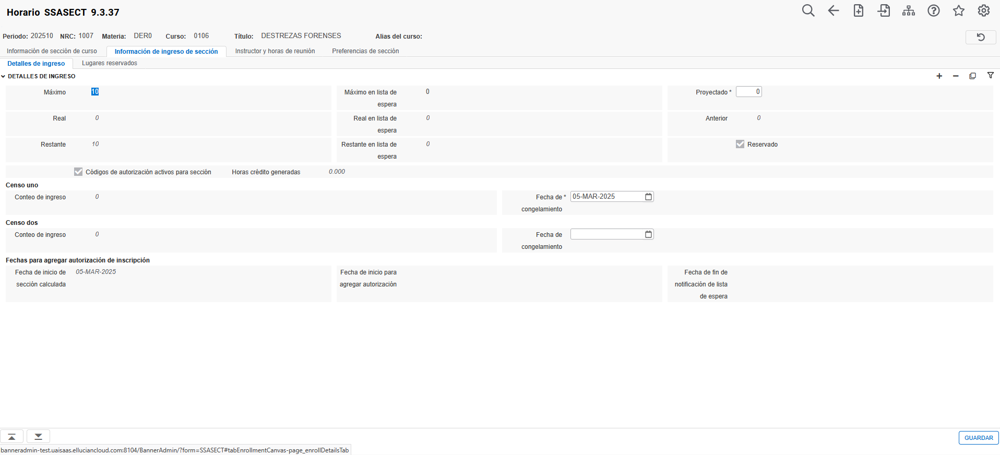 Horario SSASECT 9.3.37
Periodo: 202510 NRC: 1007 Materia: DER0 Curso: 0106 Título: DESTREZAS FORENSES Alias del curso:
Información de sección de curso Información de ingreso de sección Instructor y horas de reunión Preferencias de sección
Detalles de ingreso Lugares reservados
DETALLES DE INGRESO
Máximo 10 Máximo en lista de espera 0 Proyectado * 0
Real 0 Real en lista de espera 0 Anterior 0
Restante 10 Restante en lista de espera 0 Reservado
Códigos de autorización activos para sección Horas crédito generadas 0.000
Censo uno
Conteo de ingreso 0 Fecha de * congelamiento 05-MAR-2025
Censo dos
Conteo de ingreso 0 Fecha de congelamiento
Fechas para agregar autorización de inscripción
Fecha de inicio de sección calculada 05-MAR-2025 Fecha de inicio para agregar autorización Fecha de fin de notificación de lista de espera
GUARDAR
banneradmin-test.uaisaas.elluciancloud.com:8104/BannerAdmin/?form=SSASECT#tabEnrollmentCanvas-page_enrollDetailsTab